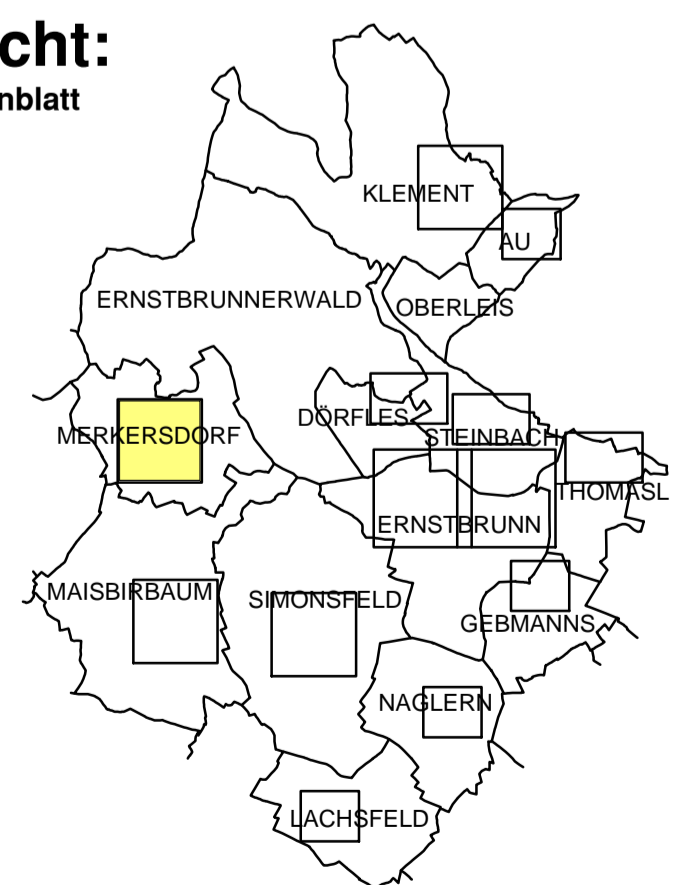 cht:
nblatt
KLEMENT
AU
ERNSTBRUNNERWALD
OBERLEIS
DÖRFLES
MERKERSDORF
STEINBACH
THOMASL
ERNSTBRUNN
MAISBIRBAUM
SIMONSFELD
GEBMANNS
NAGLERN
LACHSFELD